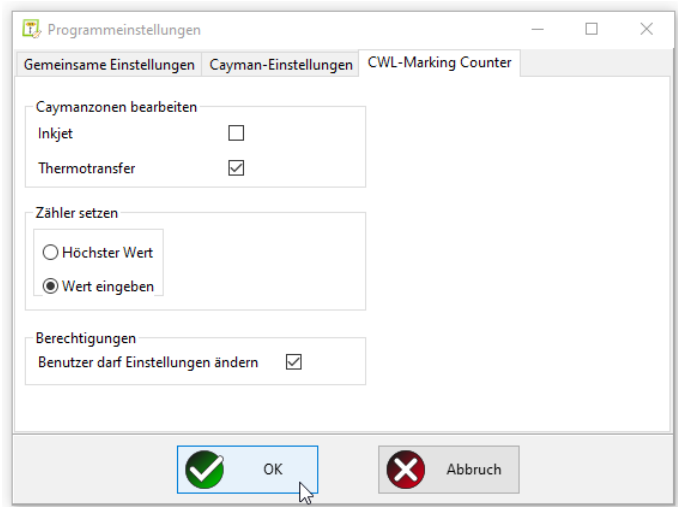 Programmeinstellungen
Gemeinsame Einstellungen Cayman-Einstellungen CWL-Marking Counter
Caymanzonen bearbeiten
Inkjet
Thermotransfer
Zähler setzen
Höchster Wert
Wert eingeben
Berechtigungen
Benutzer darf Einstellungen ändern
OK Abbruch